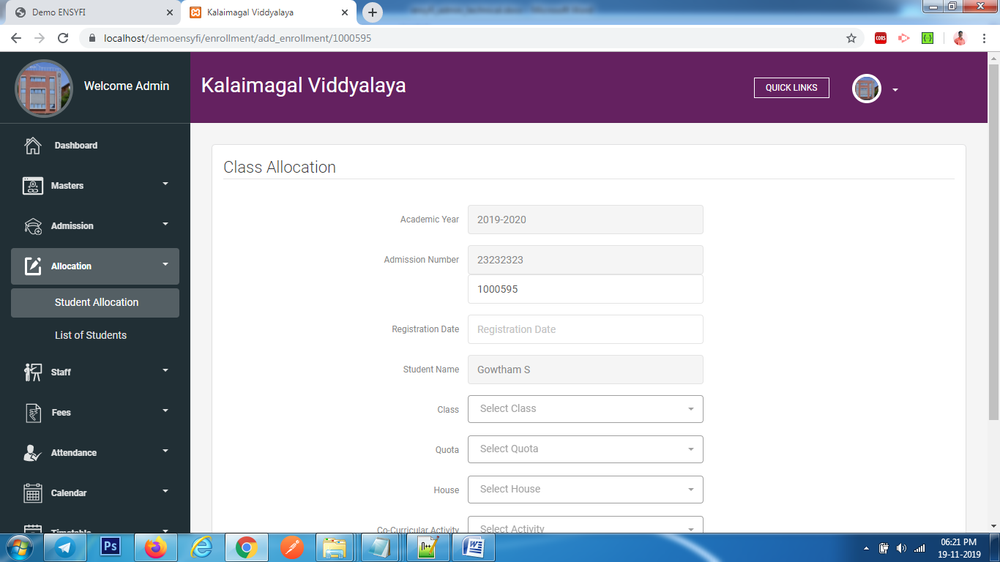 Demo ENSYFI
Kalaimagal Viddyalaya
localhost/demoensyfi/enrollment/add_enrollment/1000595
CORS
Welcome Admin
Kalaimagal Viddyalaya
QUICK LINKS
Dashboard
Masters
Admission
Allocation
Student Allocation
List of Students
Staff
Fees
Attendance
Calendar
Timetable
Class Allocation
Academic Year
2019-2020
Admission Number
23232323
1000595
Registration Date
Registration Date
Student Name
Gowtham S
Class
Select Class
Quota
Select Quota
House
Select House
Co-Curricular Activity
Select Activity
Ps
06:21 PM
19-11-2019